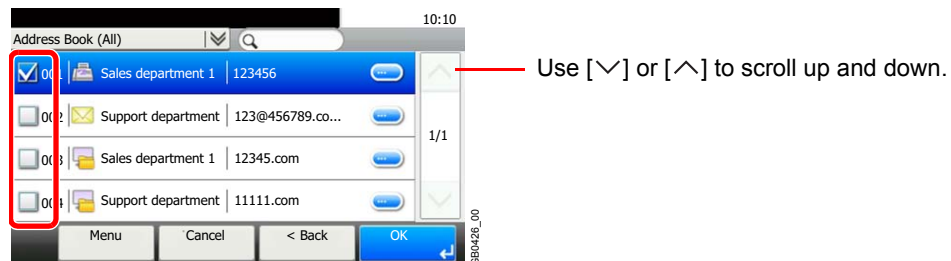 10:10
Address Book (All)
001 Sales department 1 123456
Use [∨] or [∧] to scroll up and down.
002 Support department 123@456789.co...
1/1
003 Sales department 1 12345.com
004 Support department 11111.com
Menu Cancel < Back OK
GB0426_00